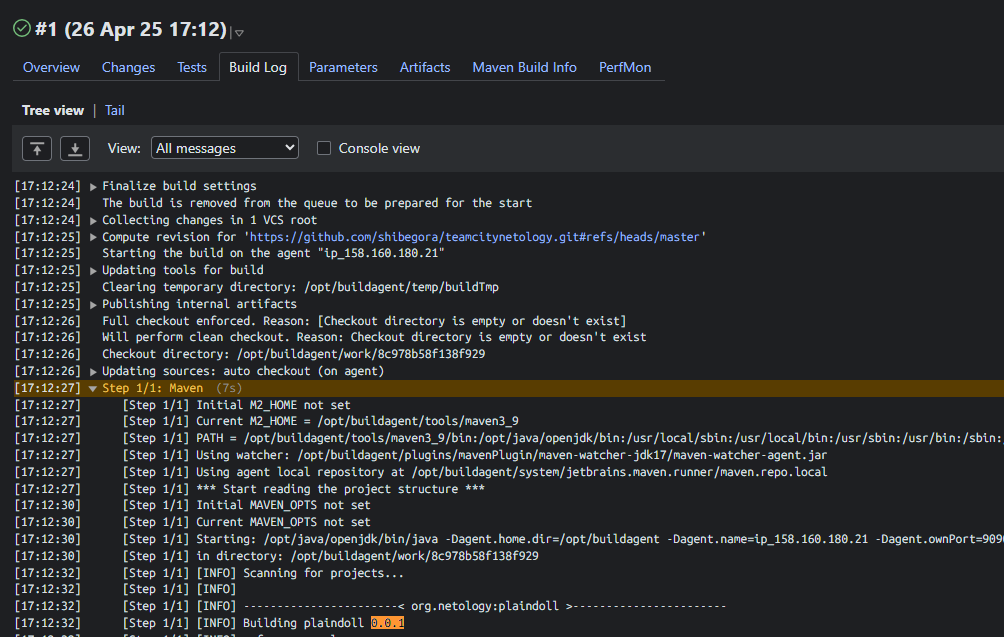 #1 (26 Apr 25 17:12)
Overview Changes Tests Build Log Parameters Artifacts Maven Build Info PerfMon
Tree view | Tail
View: All messages Console view
[17:12:24] Finalize build settings
[17:12:24] The build is removed from the queue to be prepared for the start
[17:12:24] Collecting changes in 1 VCS root
[17:12:25] Compute revision for 'https://github.com/shibegora/teamcitynetology.git#refs/heads/master'
[17:12:25] Starting the build on the agent "ip_158.160.180.21"
[17:12:25] Updating tools for build
[17:12:25] Clearing temporary directory: /opt/buildagent/temp/buildTmp
[17:12:25] Publishing internal artifacts
[17:12:26] Full checkout enforced. Reason: [Checkout directory is empty or doesn't exist]
[17:12:26] Will perform clean checkout. Reason: Checkout directory is empty or doesn't exist
[17:12:26] Checkout directory: /opt/buildagent/work/8c978b58f138f929
[17:12:26] Updating sources: auto checkout (on agent)
[17:12:27] Step 1/1: Maven (7s)
[17:12:27] [Step 1/1] Initial M2_HOME not set
[17:12:27] [Step 1/1] Current M2_HOME = /opt/buildagent/tools/maven3_9
[17:12:27] [Step 1/1] PATH = /opt/buildagent/tools/maven3_9/bin:/opt/java/openjdk/bin:/usr/local/sbin:/usr/local/bin:/usr/sbin:/usr/bin:/sbin:
[17:12:27] [Step 1/1] Using watcher: /opt/buildagent/plugins/mavenPlugin/maven-watcher-jdk17/maven-watcher-agent.jar
[17:12:27] [Step 1/1] Using agent local repository at /opt/buildagent/system/jetbrains.maven.runner/maven.repo.local
[17:12:27] [Step 1/1] *** Start reading the project structure ***
[17:12:30] [Step 1/1] Initial MAVEN_OPTS not set
[17:12:30] [Step 1/1] Current MAVEN_OPTS not set
[17:12:30] [Step 1/1] Starting: /opt/java/openjdk/bin/java -Dagent.home.dir=/opt/buildagent -Dagent.name=ip_158.160.180.21 -Dagent.ownPort=9090
[17:12:30] [Step 1/1] in directory: /opt/buildagent/work/8c978b58f138f929
[17:12:32] [Step 1/1] [INFO] Scanning for projects...
[17:12:32] [Step 1/1] [INFO]
[17:12:32] [Step 1/1] [INFO] -----------------------< org.netology:plaindoll >-----------------------
[17:12:32] [Step 1/1] [INFO] Building plaindoll 0.0.1